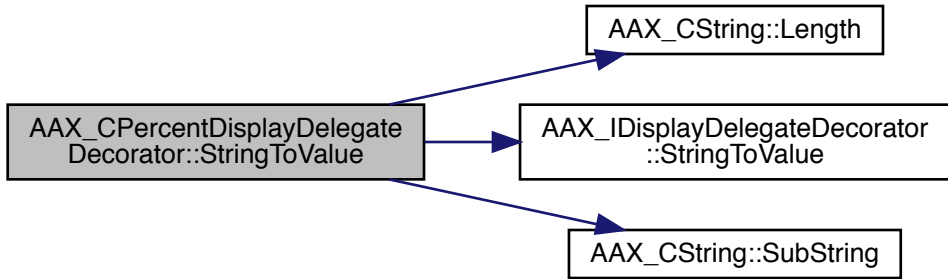 AAX_CPercentDisplayDelegate
Decorator::StringToValue
AAX_CString::Length
AAX_IDisplayDelegateDecorator
::StringToValue
AAX_CString::SubString